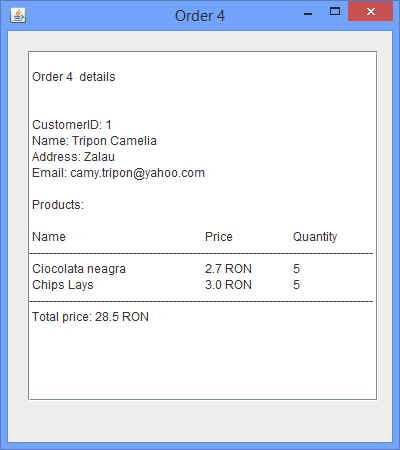 Order 4
Order 4 details
CustomerID: 1
Name: Tripon Camelia
Address: Zalau
Email: camy.tripon@yahoo.com
Products:
Name Price Quantity
Ciocolata neagra 2.7 RON 5
Chips Lays 3.0 RON 5
Total price: 28.5 RON